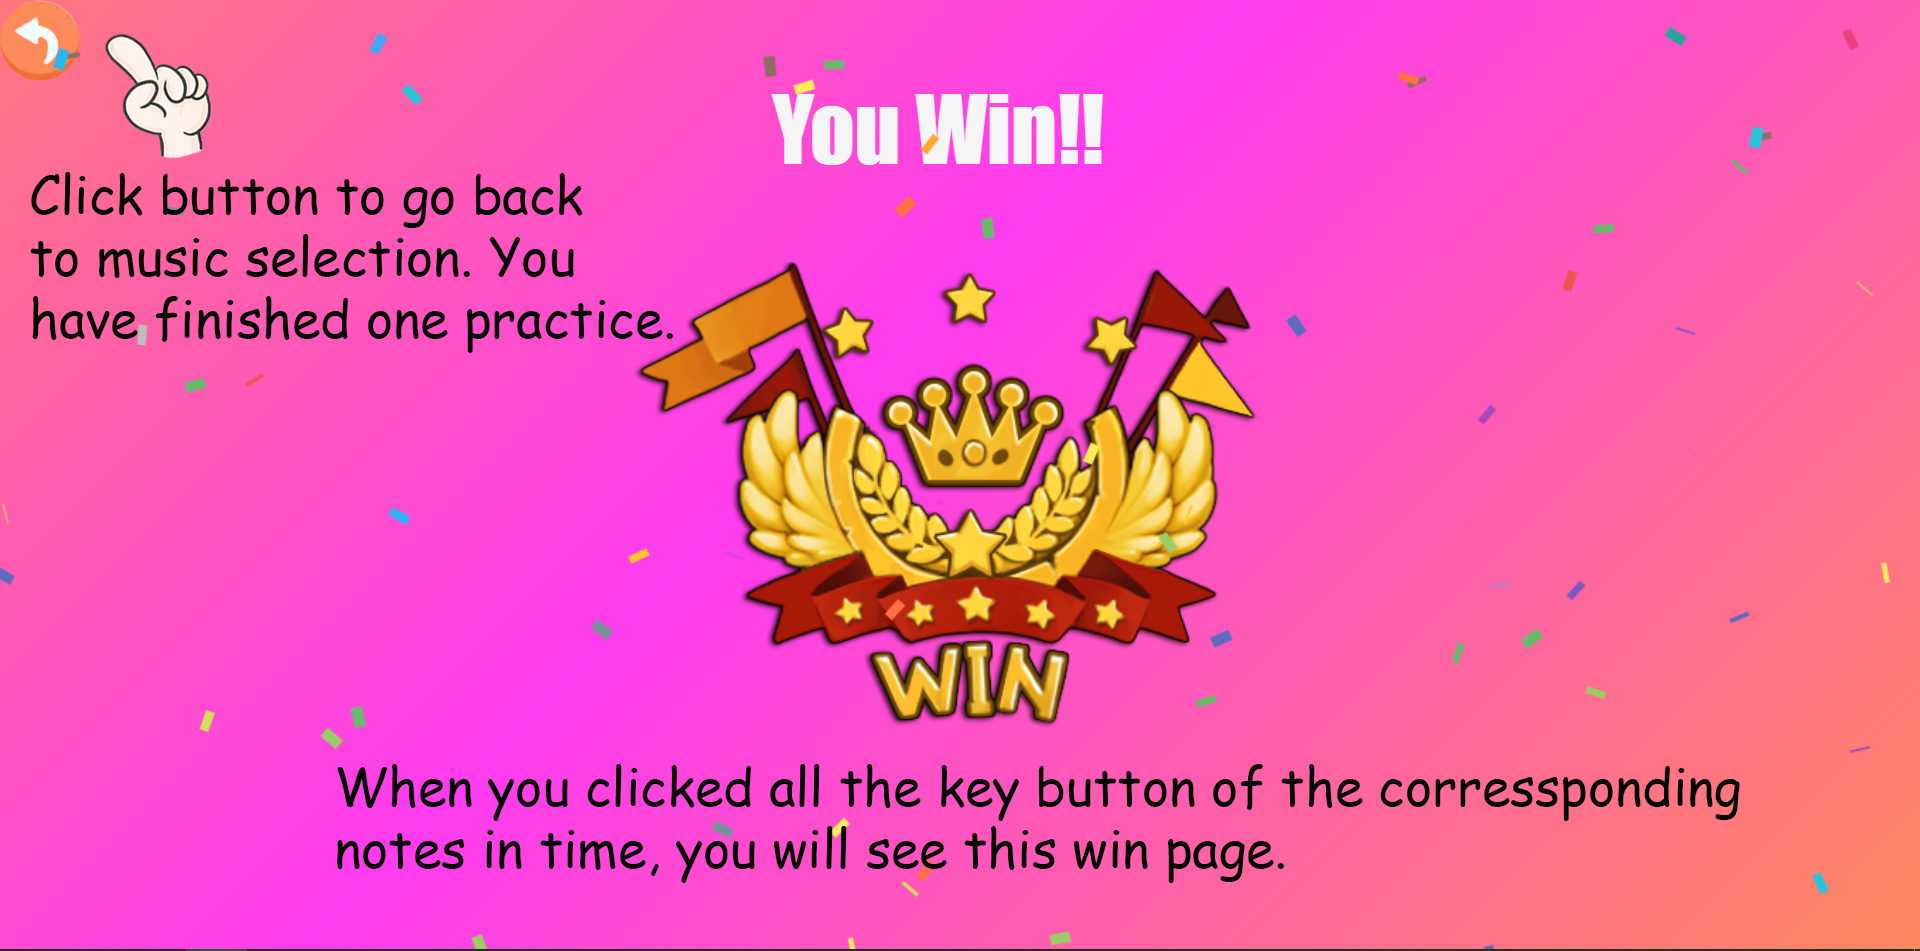 You Win!!
Click button to go back
to music selection. You
have finished one practice.
WIN
When you clicked all the key button of the corressponding
notes in time, you will see this win page.